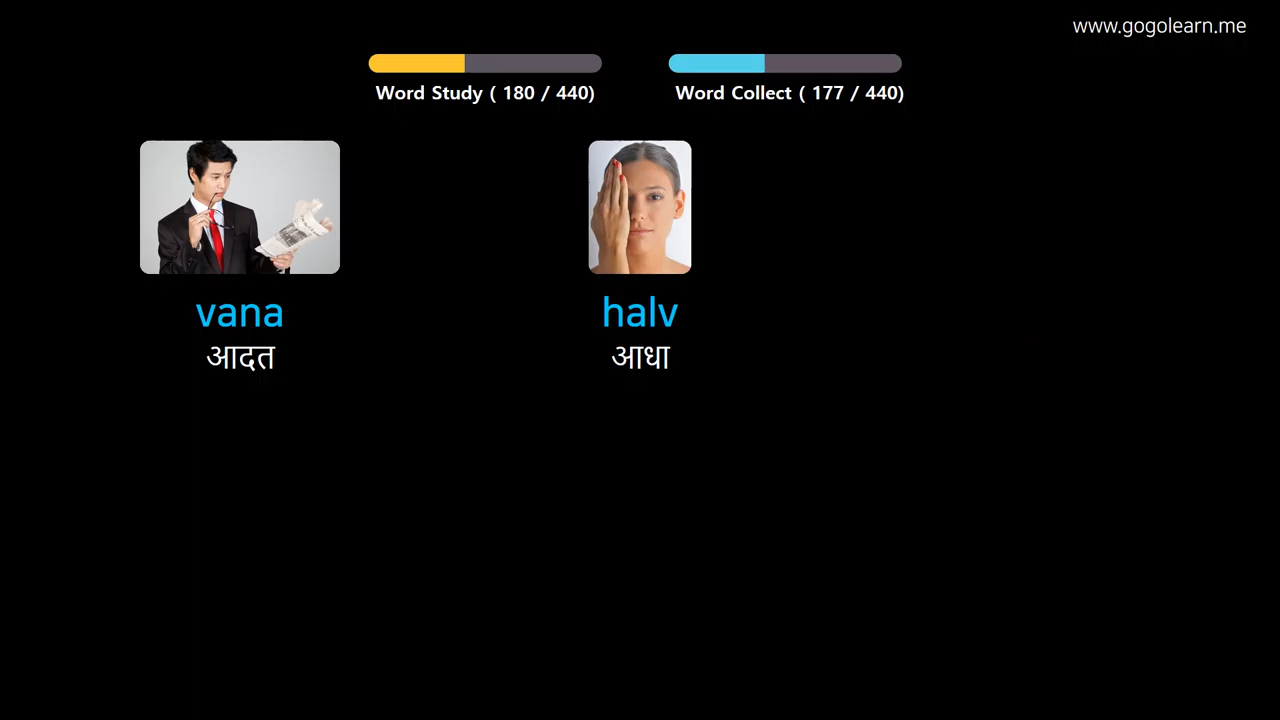 www.gogolearn.me
Word Study ( 180 / 440)
Word Collect ( 177 / 440)
vana
आदत
halv
आधा